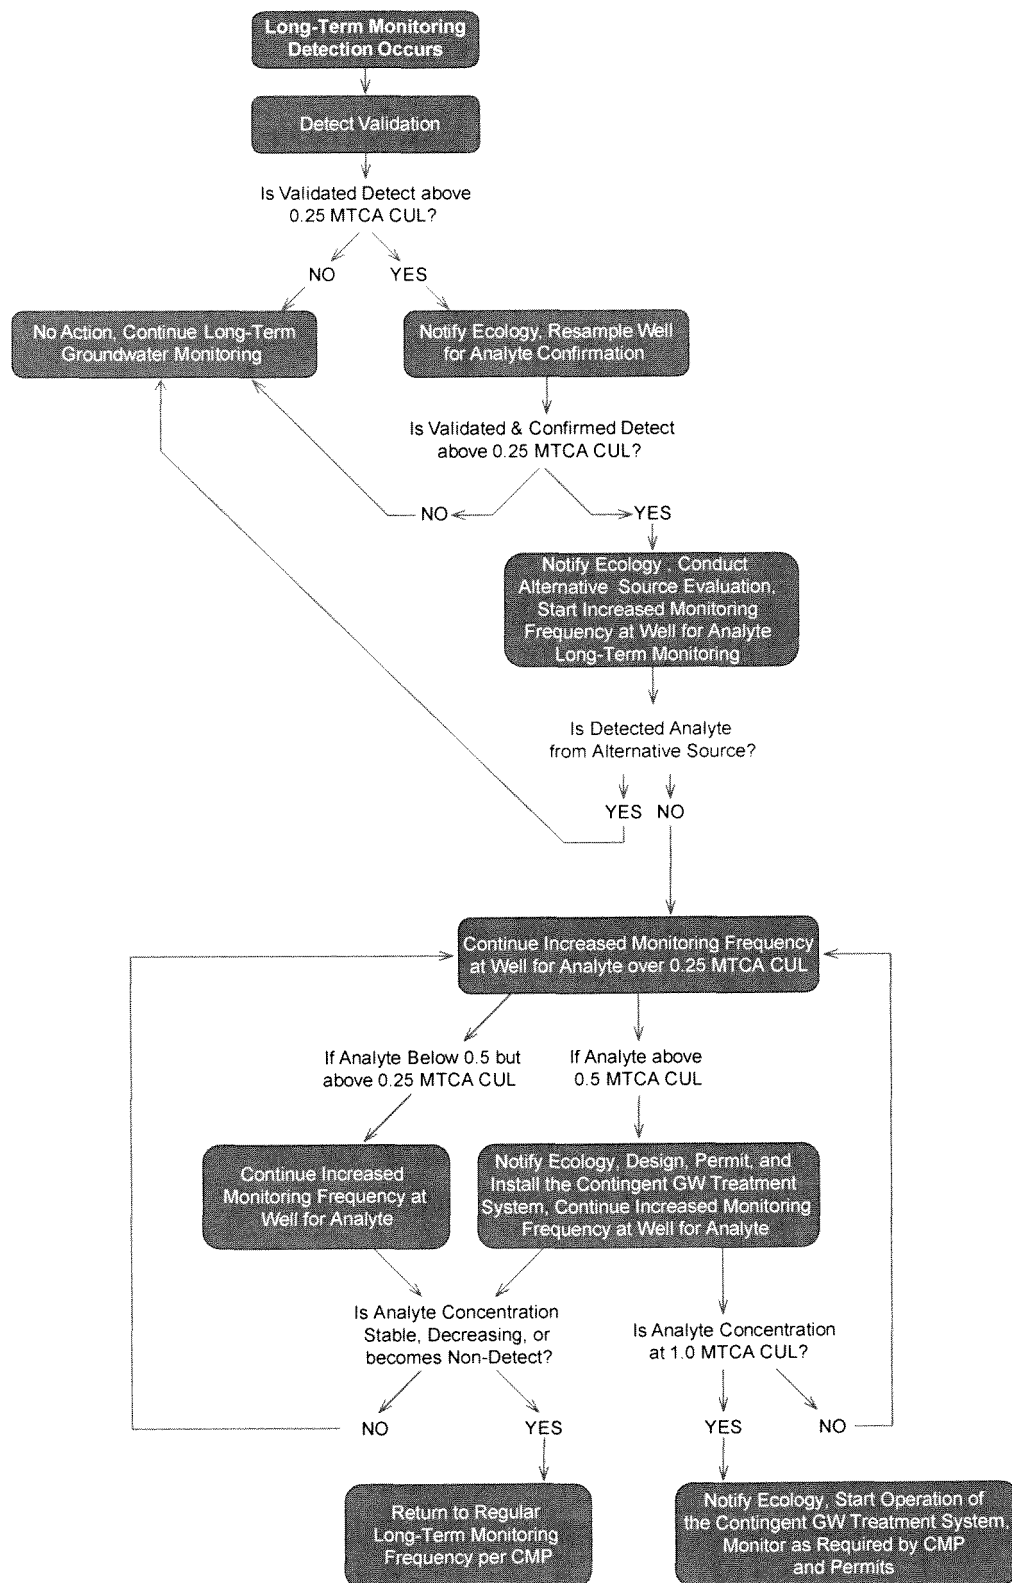 Long-Term Monitoring
Detection Occurs
Detect Validation
Is Validated Detect above
0.25 MTCA CUL?
NO
YES
No Action, Continue Long-Term
Groundwater Monitoring
Notify Ecology, Resample Well
for Analyte Confirmation
Is Validated & Confirmed Detect
above 0.25 MTCA CUL?
NO
YES
Notify Ecology , Conduct
Alternative Source Evaluation,
Start Increased Monitoring
Frequency at Well for Analyte
Long-Term Monitoring
Is Detected Analyte
from Alternative Source?
YES NO
Continue Increased Monitoring Frequency
at Well for Analyte over 0.25 MTCA CUL
If Analyte Below 0.5 but
above 0.25 MTCA CUL
If Analyte above
0.5 MTCA CUL
Continue Increased
Monitoring Frequency at
Well for Analyte
Notify Ecology, Design, Permit, and
Install the Contingent GW Treatment
System, Continue Increased Monitoring
Frequency at Well for Analyte
Is Analyte Concentration
Stable, Decreasing, or
becomes Non-Detect?
Is Analyte Concentration
at 1.0 MTCA CUL?
NO
YES
YES
NO
Return to Regular
Long-Term Monitoring
Frequency per CMP
Notify Ecology, Start Operation of
the Contingent GW Treatment System,
Monitor as Required by CMP
and Permits